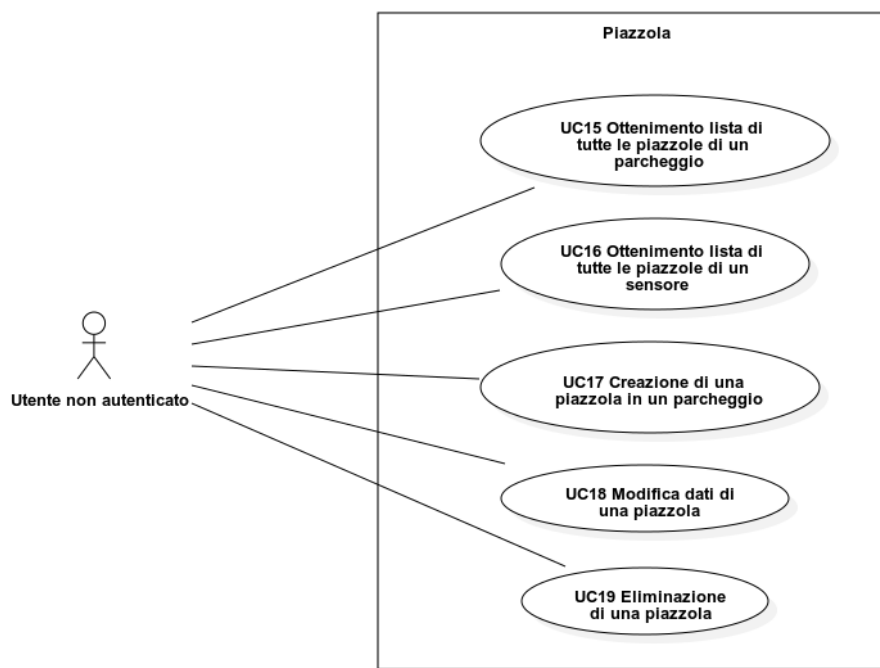 Piazzola
UC15 Ottenimento lista di
tutte le piazzole di un
parcheggio
UC16 Ottenimento lista di
tutte le piazzole di un
sensore
UC17 Creazione di una
piazzola in un parcheggio
Utente non autenticato
UC18 Modifica dati di
una piazzola
UC19 Eliminazione
di una piazzola